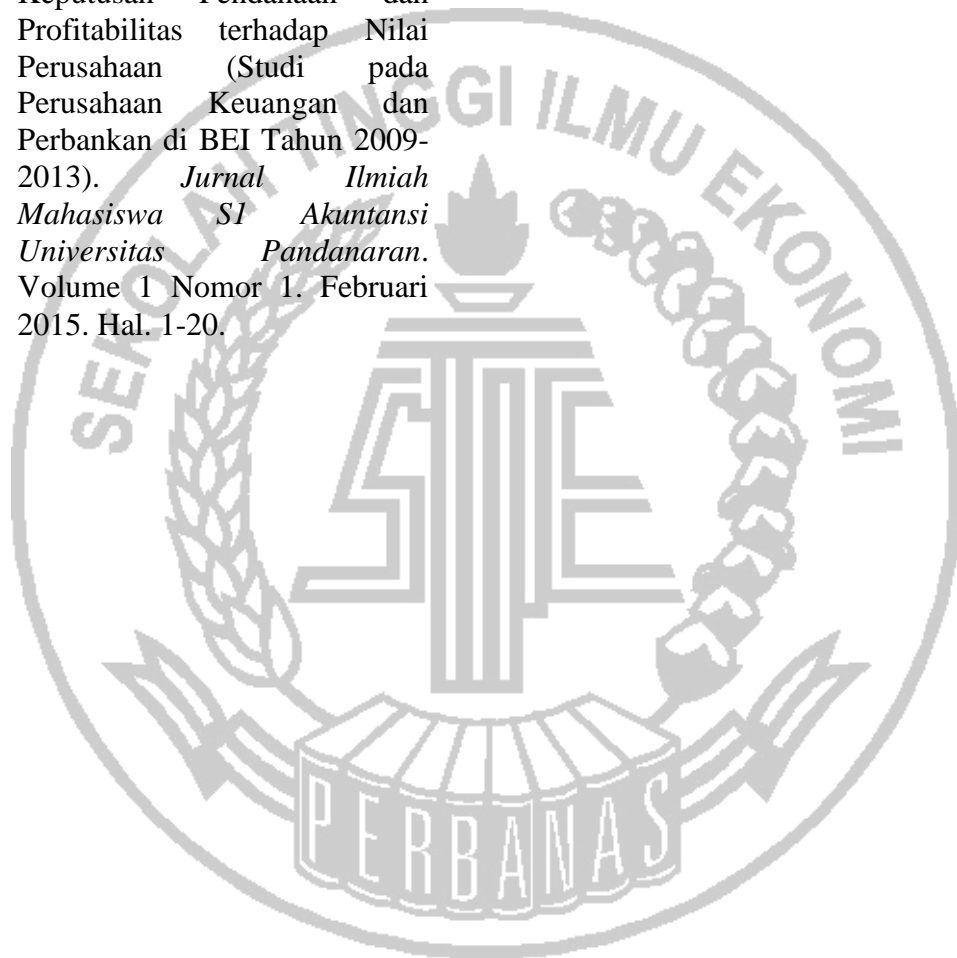 Keputusan Pendanaan dan
Profitabilitas terhadap Nilai
Perusahaan (Studi pada
Perusahaan Keuangan dan
Perbankan di BEI Tahun 2009-
2013). Jurnal Ilmiah
Mahasiswa S1 Akuntansi
Universitas Pandanaran.
Volume 1 Nomor 1. Februari
2015. Hal. 1-20.
SEKOLAH TINGGI ILMU EKONOMI
STIE
PERBANAS